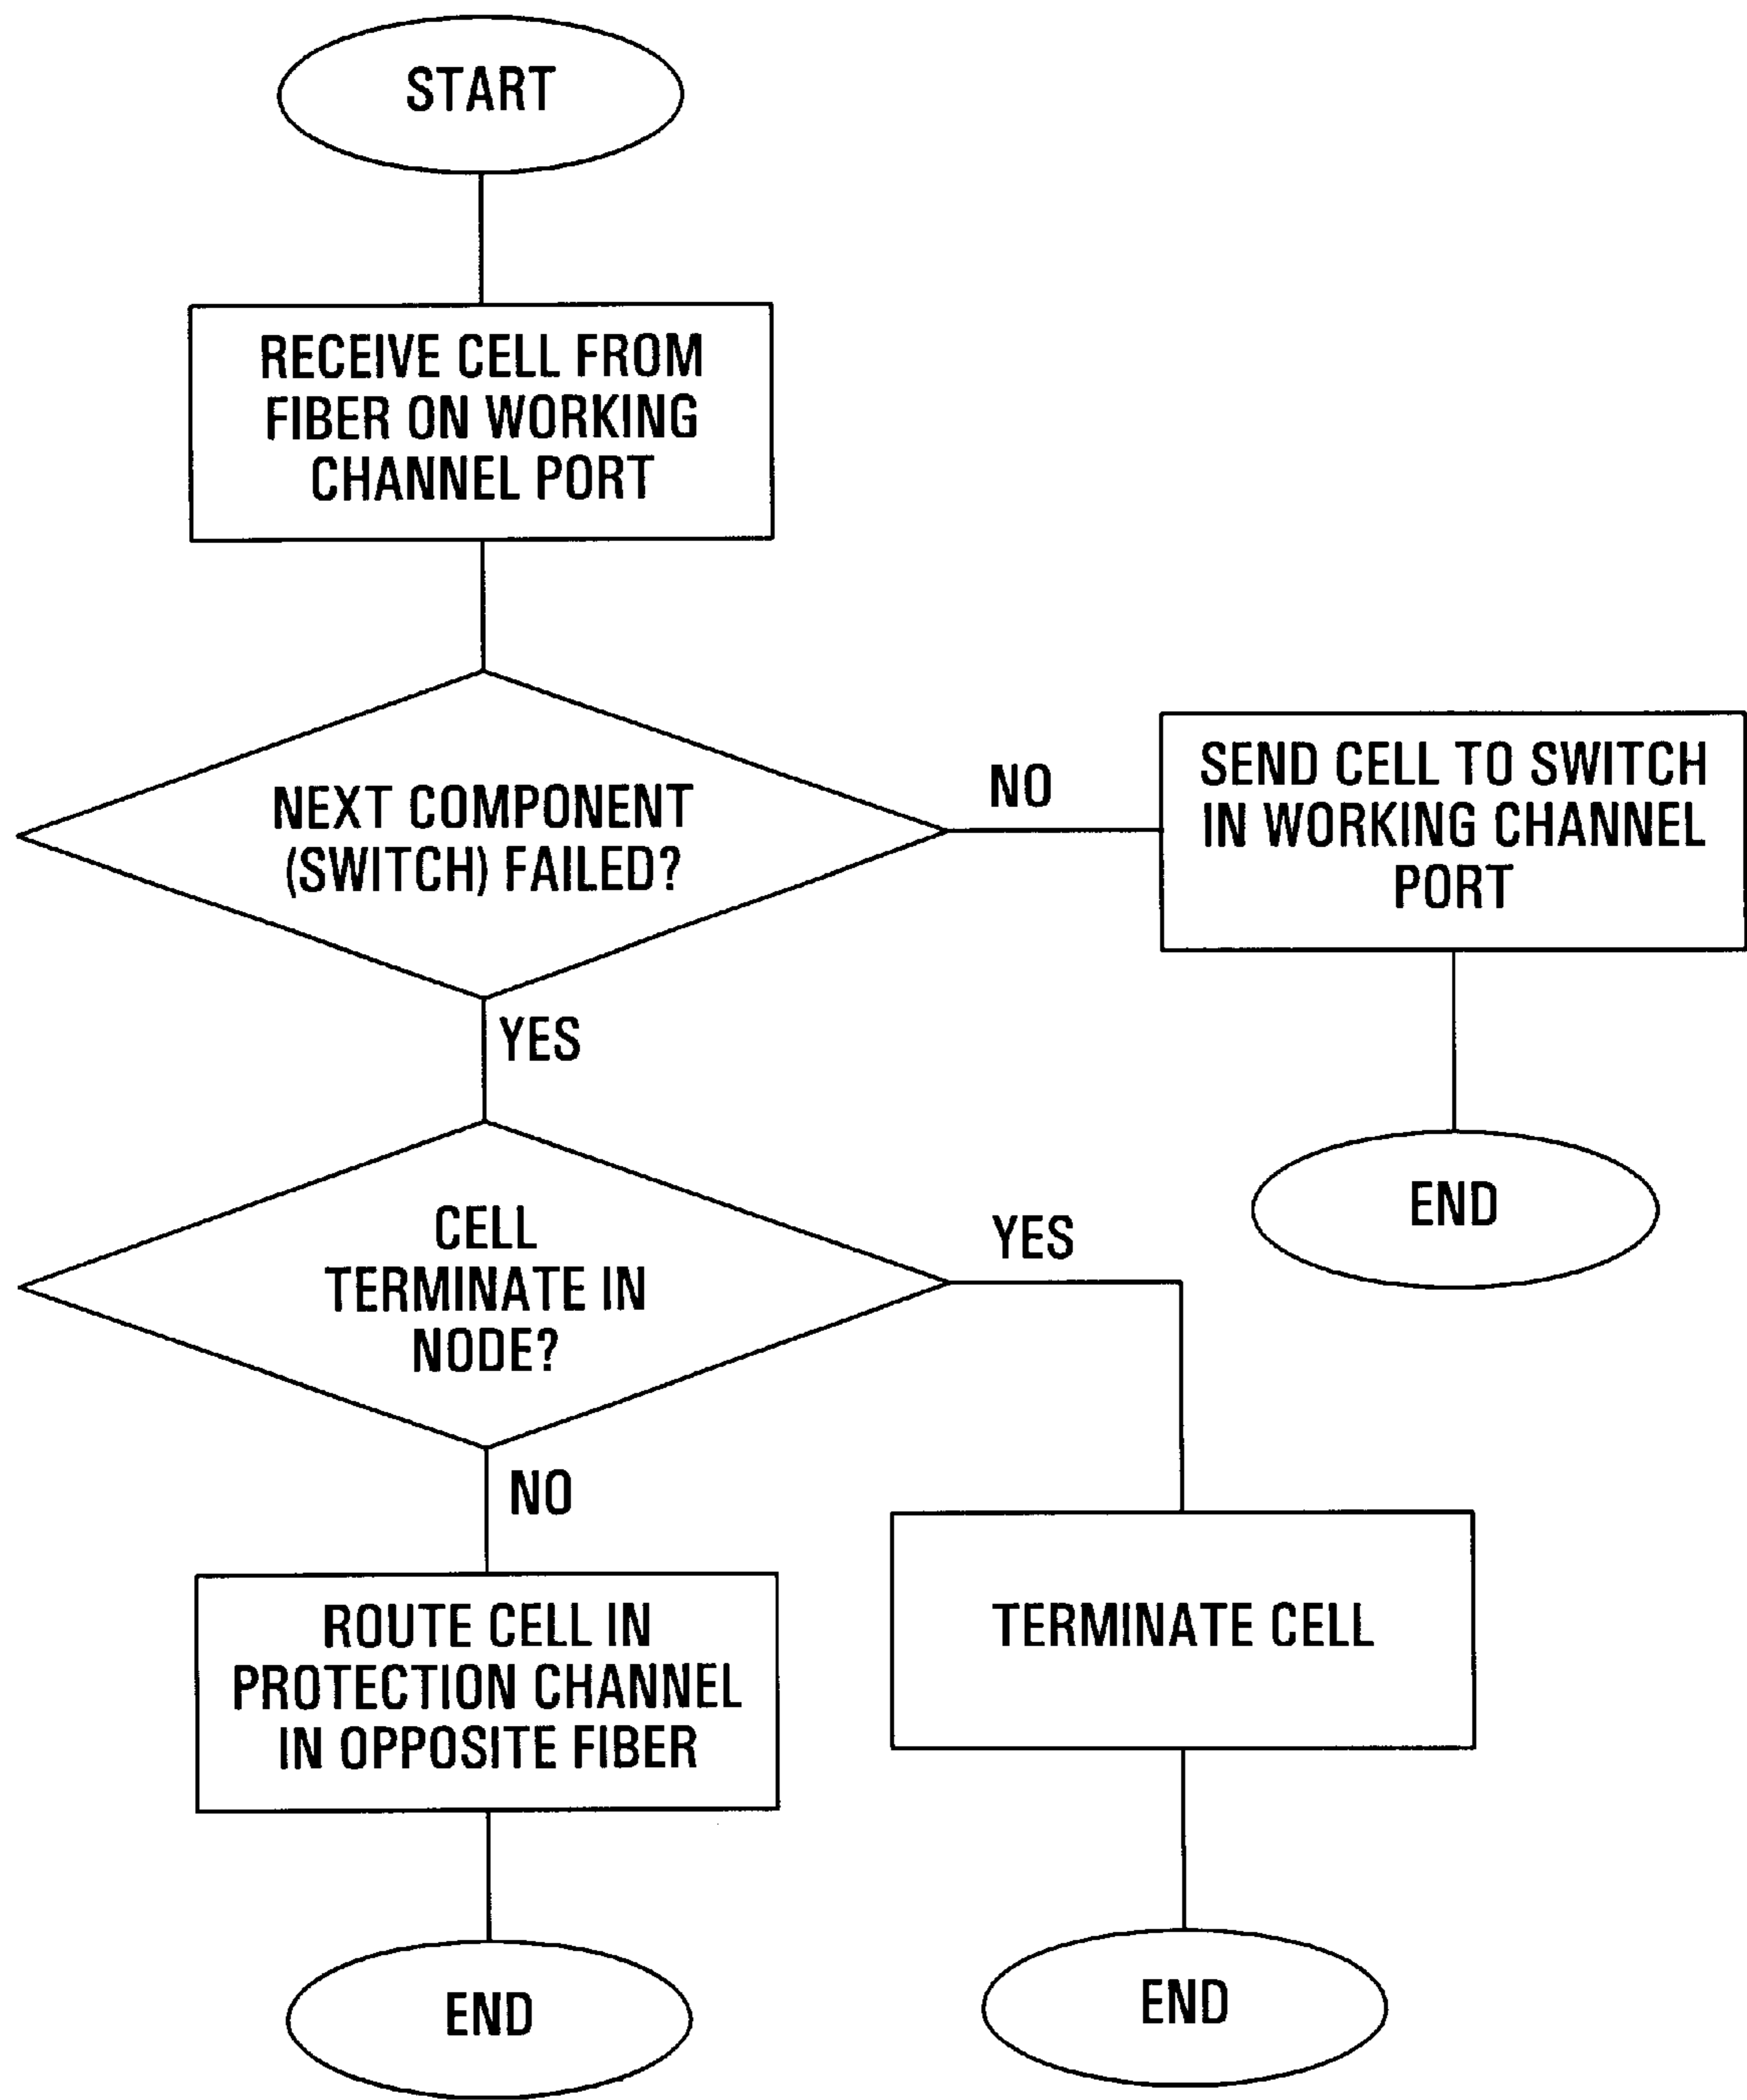 START
RECEIVE CELL FROM
FIBER ON WORKING
CHANNEL PORT
NEXT COMPONENT
(SWITCH) FAILED?
NO
SEND CELL TO SWITCH
IN WORKING CHANNEL
PORT
END
YES
CELL
TERMINATE IN
NODE?
YES
TERMINATE CELL
END
NO
ROUTE CELL IN
PROTECTION CHANNEL
IN OPPOSITE FIBER
END